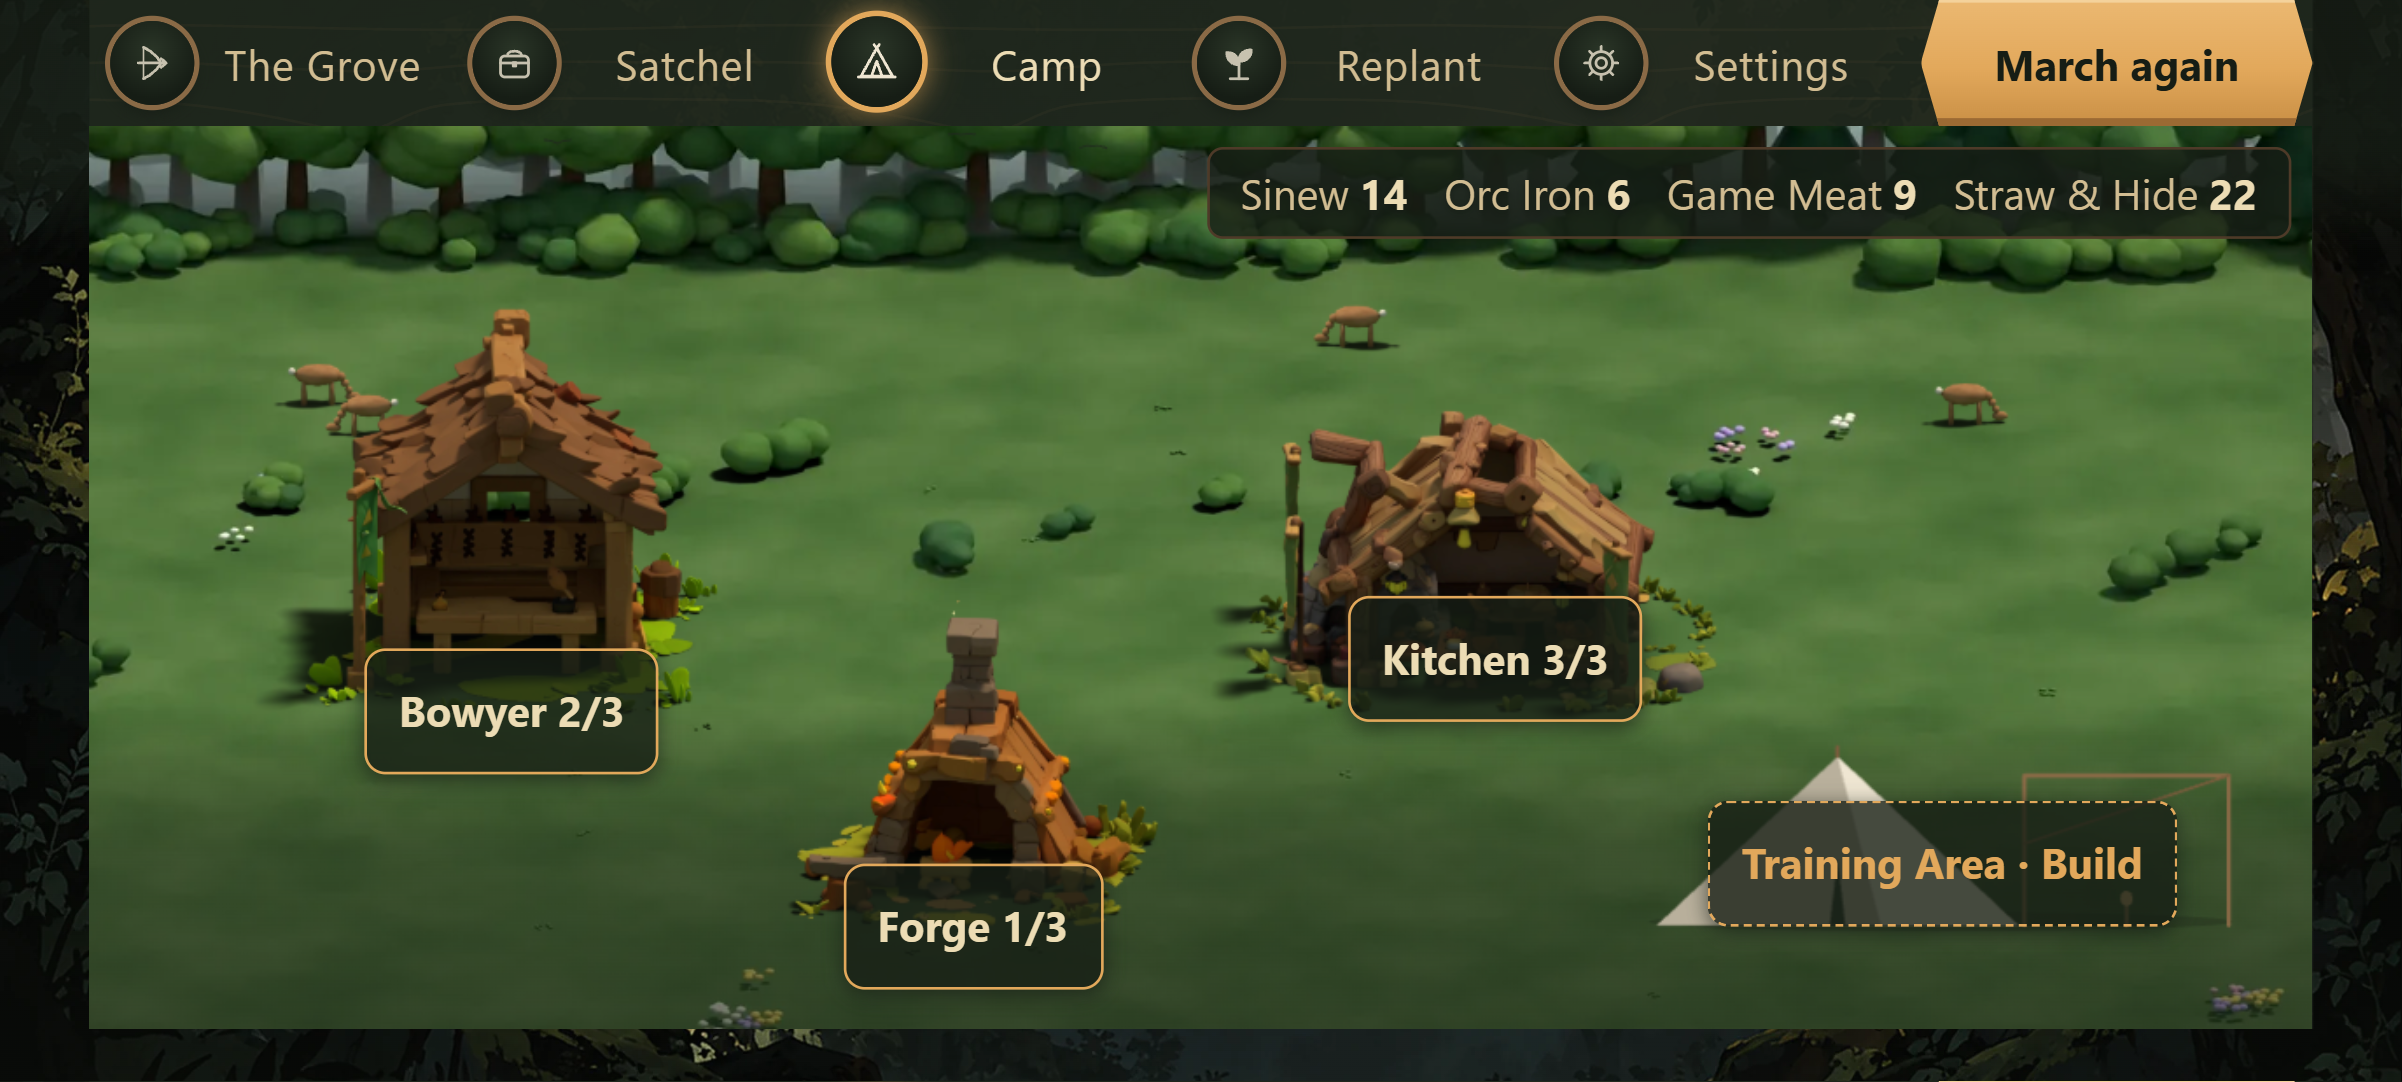 The Grove Satchel Camp Replant Settings March again
Sinew 14 Orc Iron 6 Game Meat 9 Straw & Hide 22
Kitchen 3/3
Bowyer 2/3
Training Area · Build
Forge 1/3